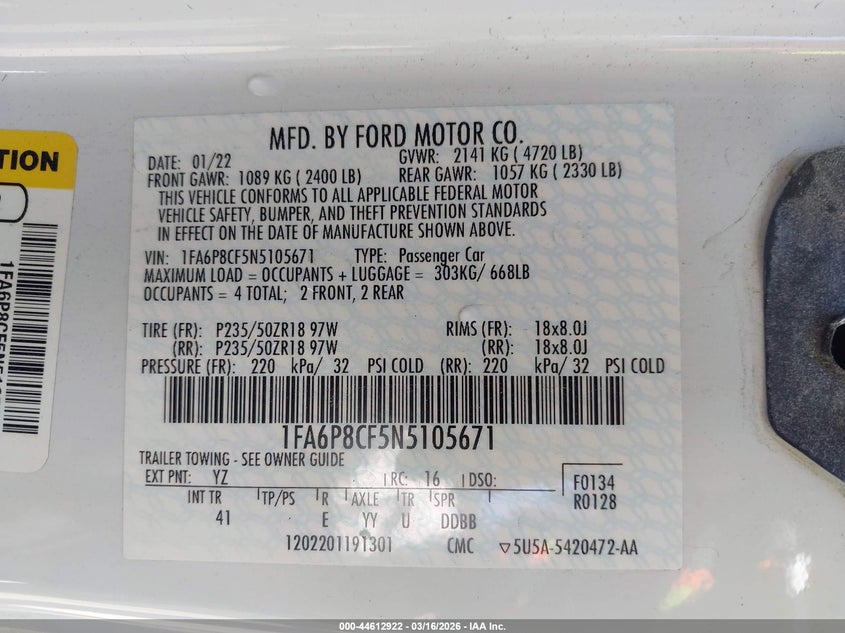 MFD. BY FORD MOTOR CO.
DATE: 01/22 GVWR: 2141 KG ( 4720 LB)
FRONT GAWR: 1089 KG ( 2400 LB) REAR GAWR: 1057 KG ( 2330 LB)
THIS VEHICLE CONFORMS TO ALL APPLICABLE FEDERAL MOTOR
VEHICLE SAFETY, BUMPER, AND THEFT PREVENTION STANDARDS
IN EFFECT ON THE DATE OF MANUFACTURE SHOWN ABOVE.
VIN: 1FA6P8CF5N5105671 TYPE: Passenger Car
MAXIMUM LOAD = OCCUPANTS + LUGGAGE = 303KG/ 668LB
OCCUPANTS = 4 TOTAL; 2 FRONT, 2 REAR
TIRE (FR): P235/50ZR18 97W RIMS (FR): 18x8.0J
(RR): P235/50ZR18 97W (RR): 18x8.0J
PRESSURE (FR): 220 kPa/ 32 PSI COLD (RR): 220 kPa/ 32 PSI COLD
1FA6P8CF5N5105671
TRAILER TOWING - SEE OWNER GUIDE
EXT PNT: YZ RC: 16 DSO: F0134
R0128
INT TR TP/PS R AXLE TR SPR
41 E YY U DDBB
1202201191301 CMC ▽5U5A-5420472-AA
TION
1FA6P8CF5N51
000-44612922 - 03/16/2026 - IAA Inc.